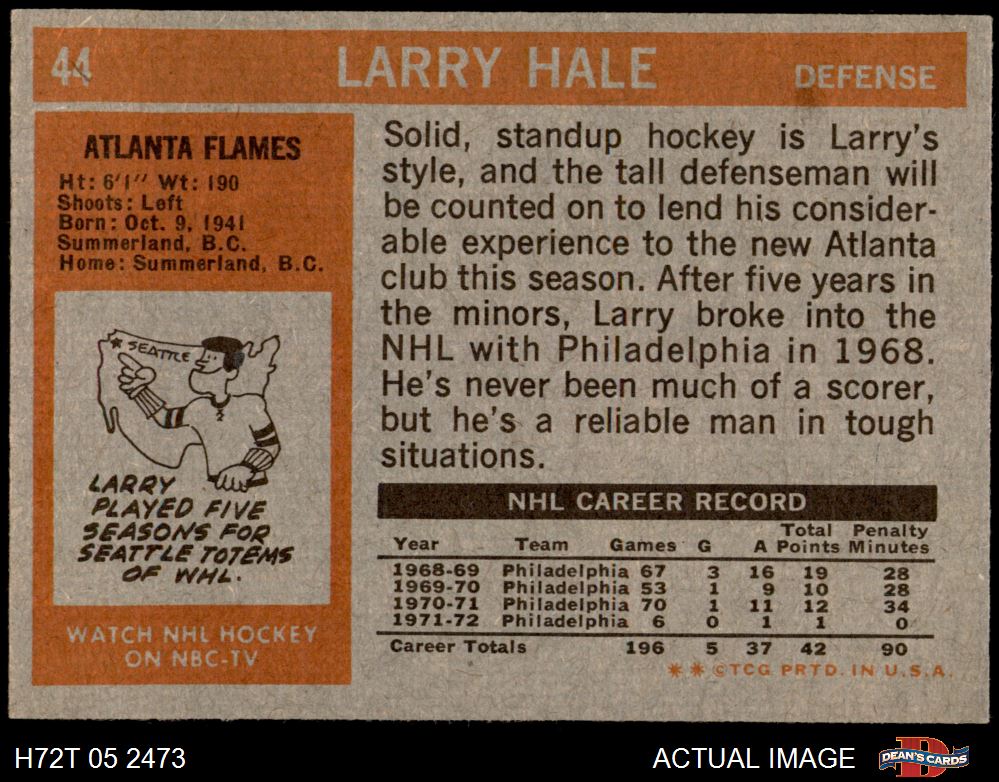 44 LARRY HALE DEFENSE
ATLANTA FLAMES
Ht: 6'1" Wt: 190
Shoots: Left
Born: Oct. 9, 1941
Summerland, B.C.
Home: Summerland, B.C.
SEATTLE
LARRY
PLAYED FIVE
SEASONS FOR
SEATTLE TOTEMS
OF WHL.
WATCH NHL HOCKEY
ON NBC-TV
Solid, standup hockey is Larry's
style, and the tall defenseman will
be counted on to lend his consider-
able experience to the new Atlanta
club this season. After five years in
the minors, Larry broke into the
NHL with Philadelphia in 1968.
He's never been much of a scorer,
but he's a reliable man in tough
situations.
NHL CAREER RECORD
Year Team Games G A Total Points Penalty Minutes
1968-69 Philadelphia 67 3 16 19 28
1969-70 Philadelphia 53 1 9 10 28
1970-71 Philadelphia 70 1 11 12 34
1971-72 Philadelphia 6 0 1 1 0
Career Totals 196 5 37 42 90
* * ©TCG PRTD. IN U.S.A.
H72T 05 2473 ACTUAL IMAGE DEAN'S CARDS